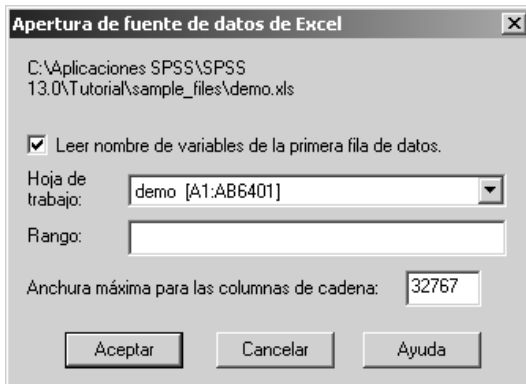 Apertura de fuente de datos de Excel
C:\Aplicaciones SPSS\SPSS
13.0\Tutorial\sample_files\demo.xls
Leer nombre de variables de la primera fila de datos.
Hoja de
trabajo:
demo [A1:AB6401]
Rango:
Anchura máxima para las columnas de cadena: 32767
Aceptar Cancelar Ayuda